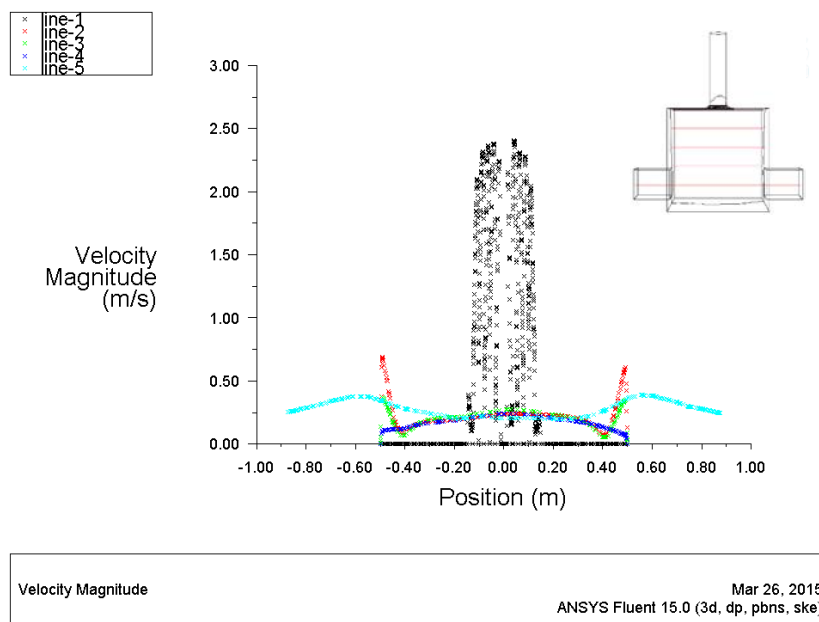 line-1
line-2
line-3
line-4
line-5
3.00
2.50
2.00
1.50
1.00
0.50
0.00
Velocity
Magnitude
(m/s)
-1.00 -0.80 -0.60 -0.40 -0.20 0.00 0.20 0.40 0.60 0.80 1.00
Position (m)
Velocity Magnitude
Mar 26, 2015
ANSYS Fluent 15.0 (3d, dp, pbns, ske)